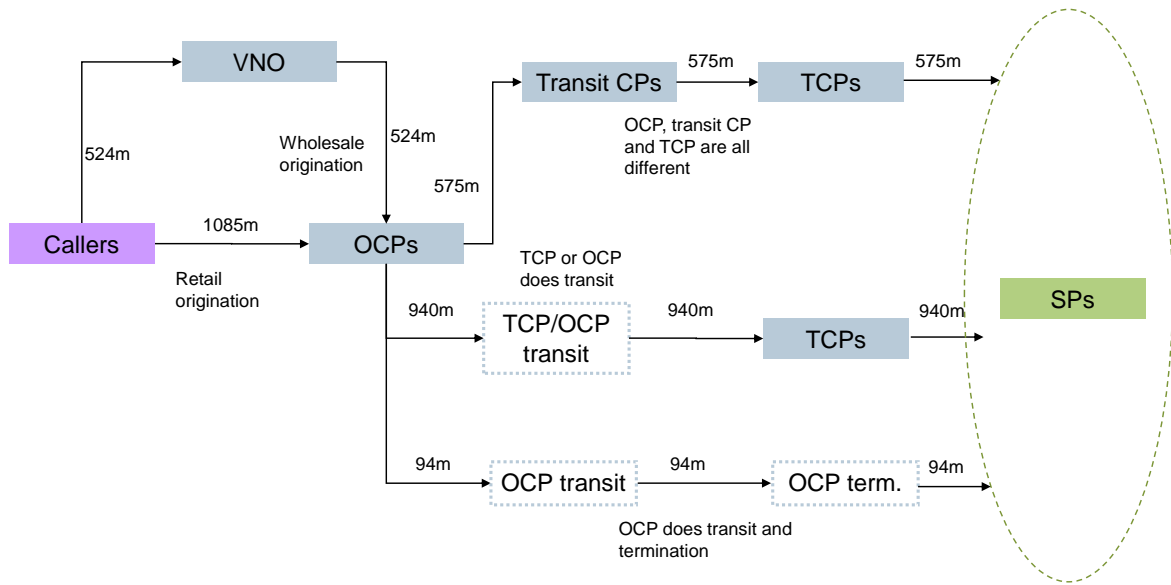 VNO
Transit CPs
575m
TCPs
575m
524m
Wholesale
origination
524m
OCP, transit CP
and TCP are all
different
575m
Callers
1085m
OCPs
Retail
origination
TCP or OCP
does transit
SPs
940m
TCP/OCP
transit
940m
TCPs
940m
94m
OCP transit
94m
OCP term.
94m
OCP does transit and
termination